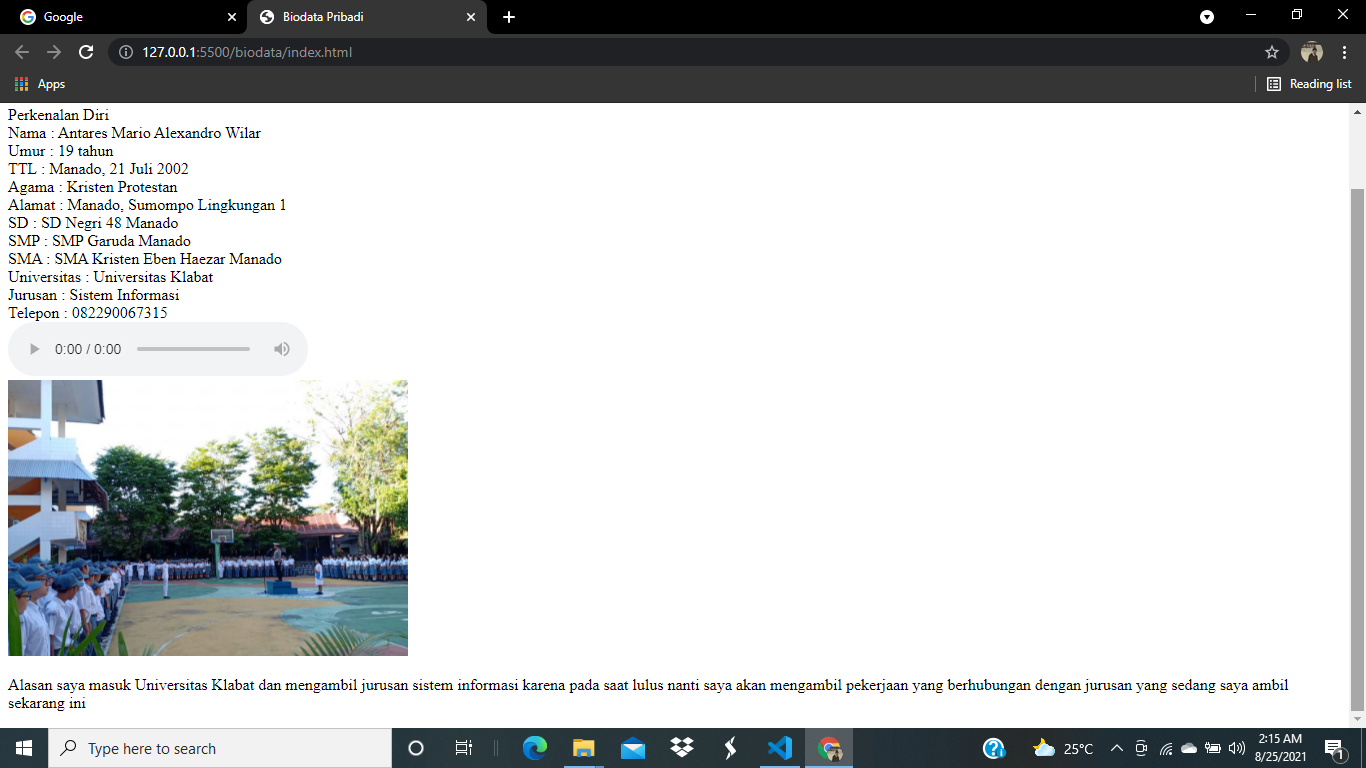 Google
Biodata Pribadi
127.0.0.1:5500/biodata/index.html
Apps
Reading list
Perkenalan Diri
Nama : Antares Mario Alexandro Wilar
Umur : 19 tahun
TTL : Manado, 21 Juli 2002
Agama : Kristen Protestan
Alamat : Manado, Sumompo Lingkungan 1
SD : SD Negri 48 Manado
SMP : SMP Garuda Manado
SMA : SMA Kristen Eben Haezar Manado
Universitas : Universitas Klabat
Jurusan : Sistem Informasi
Telepon : 082290067315
0:00 / 0:00
Alasan saya masuk Universitas Klabat dan mengambil jurusan sistem informasi karena pada saat lulus nanti saya akan mengambil pekerjaan yang berhubungan dengan jurusan yang sedang saya ambil
sekarang ini
Type here to search
25°C
2:15 AM
8/25/2021
1